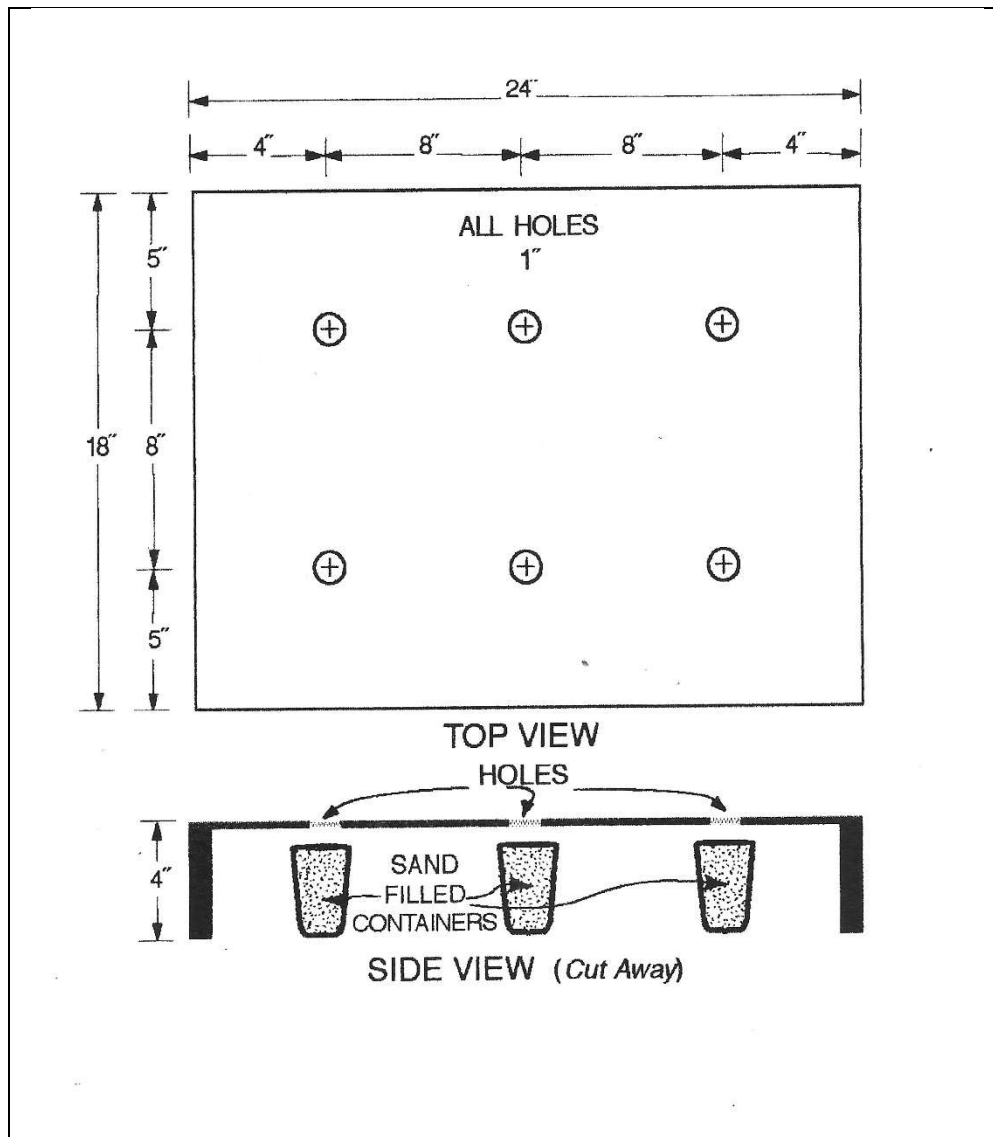 24"
4" 8" 8" 4"
ALL HOLES
1"
5"
8"
18"
5"
TOP VIEW
HOLES
4"
SAND
FILLED
CONTAINERS
SIDE VIEW (Cut Away)